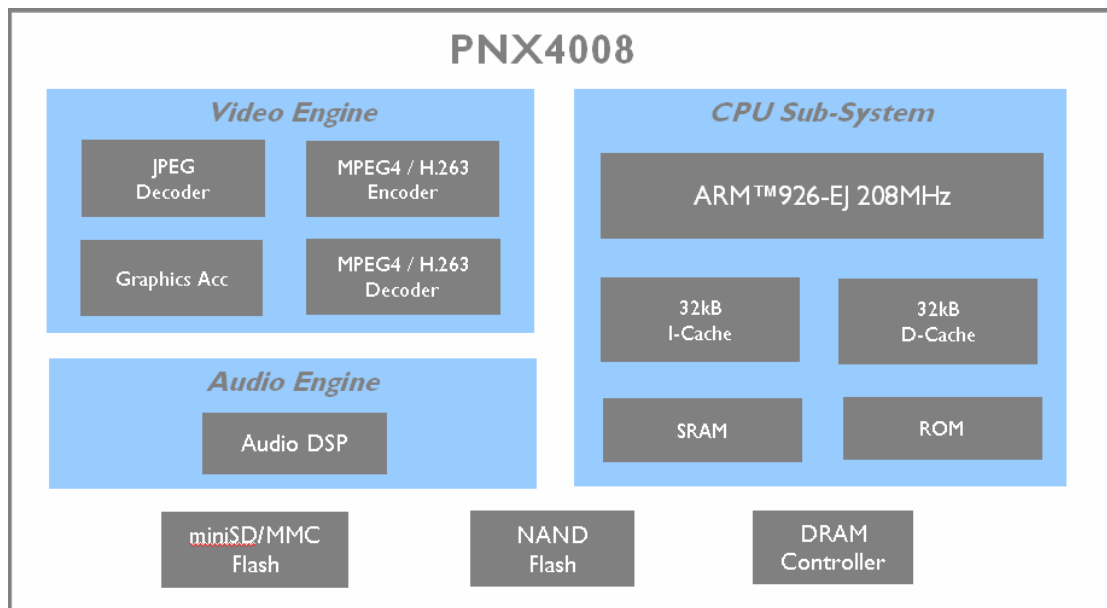 PNX4008
Video Engine
JPEG
Decoder
MPEG4 / H.263
Encoder
Graphics Acc
MPEG4 / H.263
Decoder
Audio Engine
Audio DSP
CPU Sub-System
ARM™926-EJ 208MHz
32kB
I-Cache
32kB
D-Cache
SRAM
ROM
miniSD/MMC
Flash
NAND
Flash
DRAM
Controller